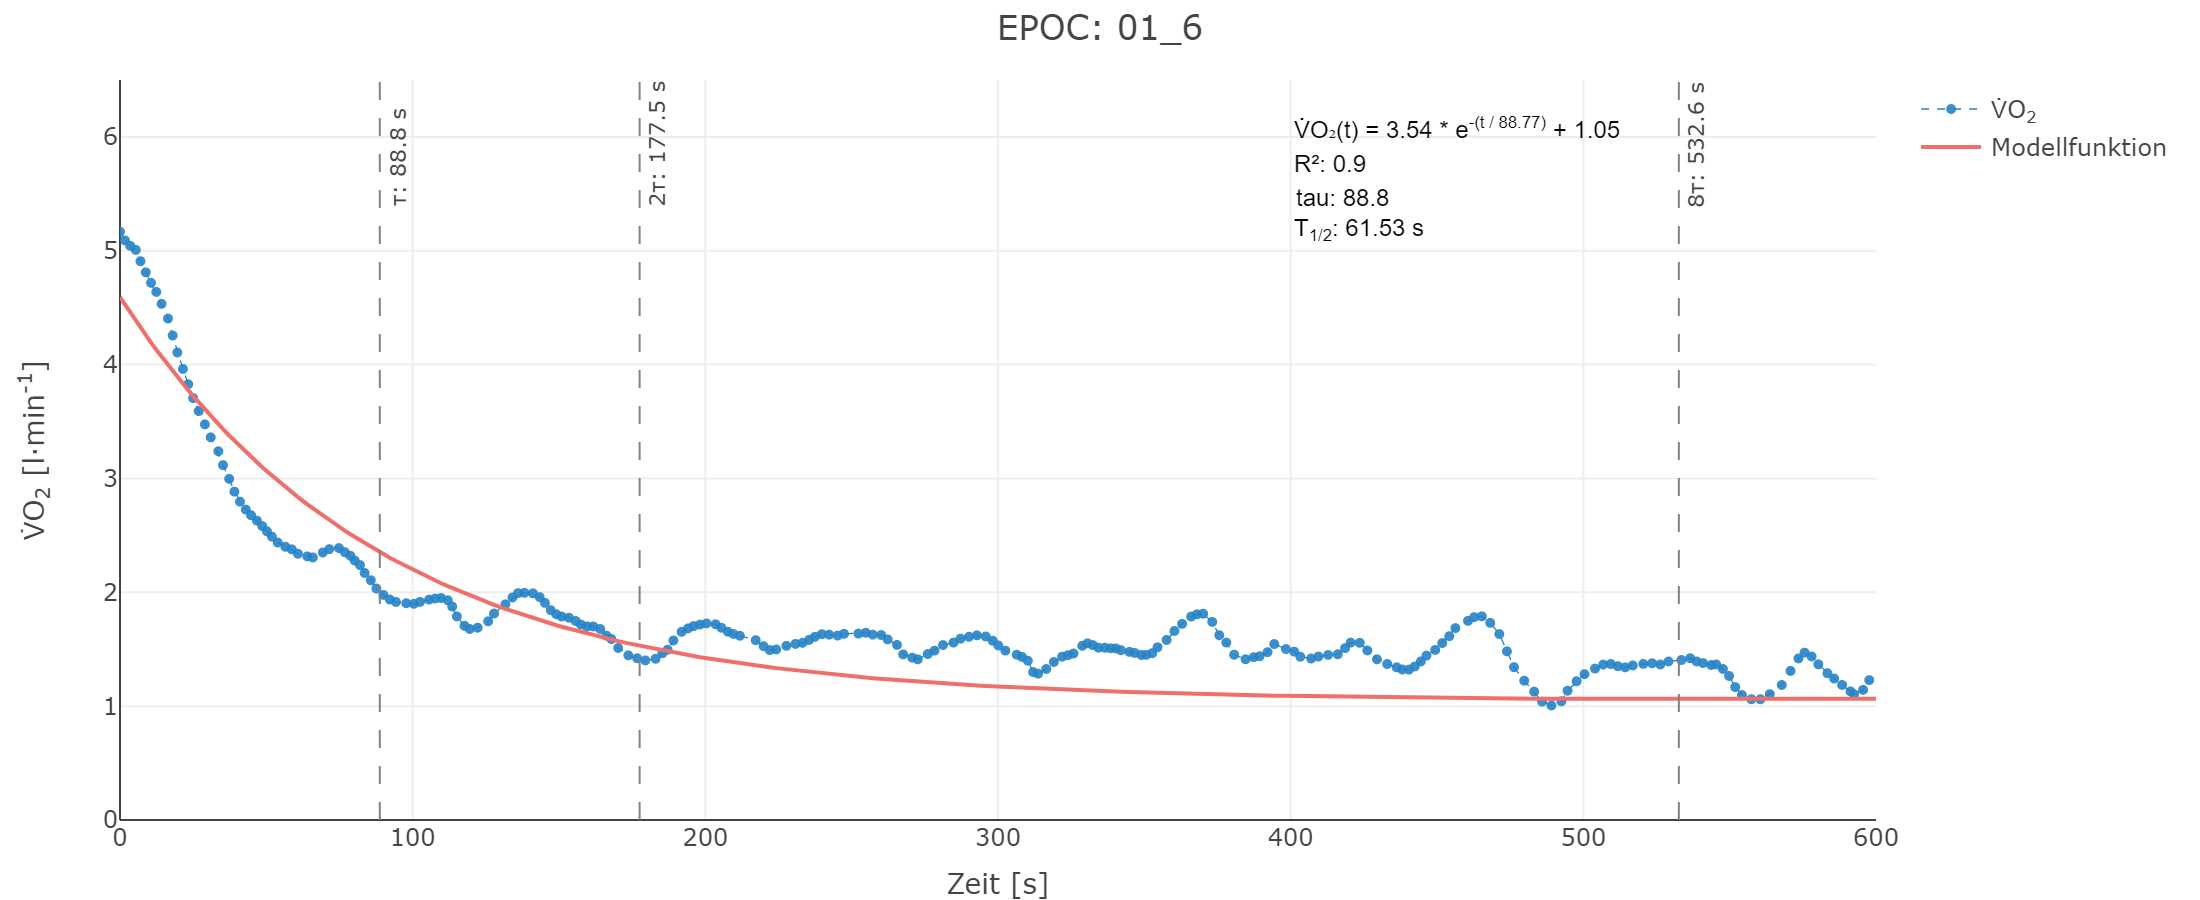 EPOC: 01_6
τ: 88.8 s
2τ: 177.5 s
8τ: 532.6 s
V̇O₂(t) = 3.54 * e^-(t / 88.77) + 1.05
R²: 0.9
tau: 88.8
T1/2: 61.53 s
V̇O₂
Modellfunktion
V̇O₂ [l·min⁻¹]
6
5
4
3
2
1
0
0 100 200 300 400 500 600
Zeit [s]